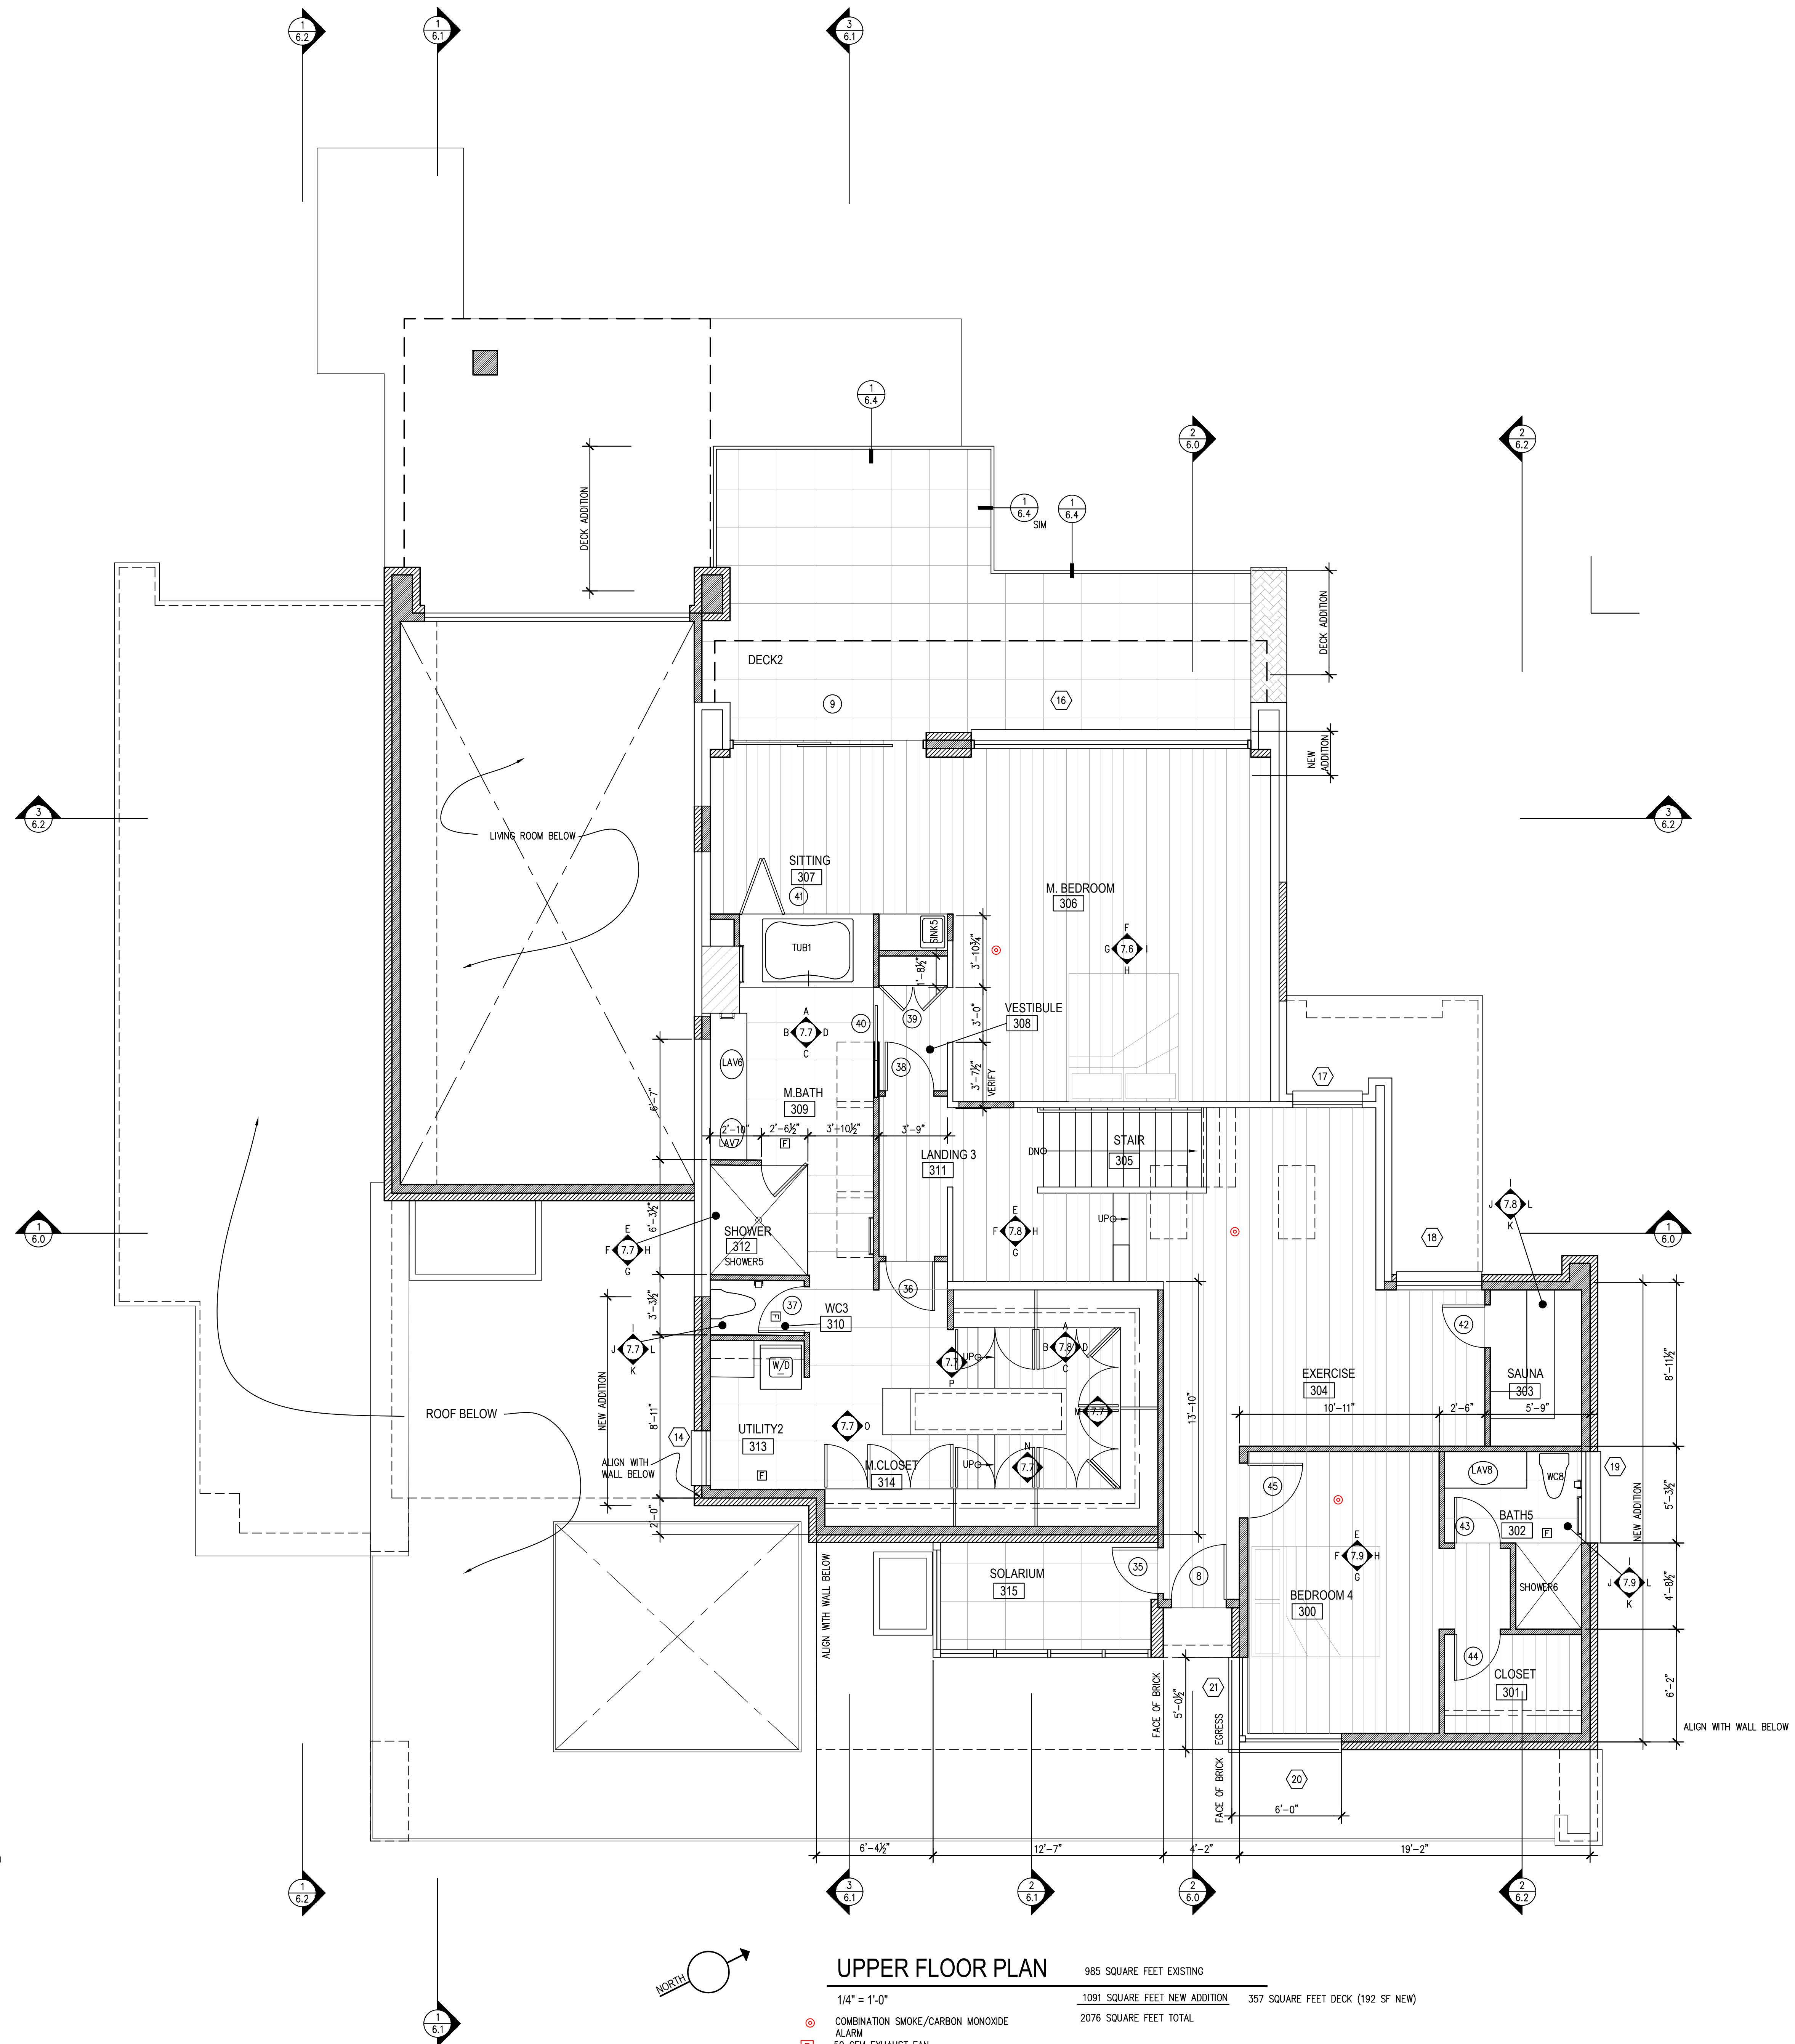 1
6.2
1
6.1
3
6.1
1
6.4
2
6.0
2
6.2
DECK ADDITION
1
6.4
SIM
1
6.4
DECK ADDITION
DECK2
9
16
NEW
ADDITION
3
6.2
3
6.2
LIVING ROOM BELOW
SITTING
307
41
M. BEDROOM
306
TUB1
SINK5
1'-8½"
3'-10¾"
F
G 7.6 I
H
39
3'-0"
VESTIBULE
308
A
B 7.7 D
C
40
38
LAV6
3'-7½"
VERIFY
17
6'-7"
M.BATH
309
2'-10"
2'-6½"
3'-10½"
3'-9"
LAV7
F
LANDING 3
311
DN
STAIR
305
I
J 7.8 L
K
1
6.0
6'-3½"
E
F 7.7 H
G
SHOWER
312
SHOWER5
E
F 7.8 H
G
UP
18
1
6.0
36
3'-3½"
37
F
WC3
310
I
J 7.7 L
K
W/D
7.7
P
UP
A
B 7.8 D
C
42
8'-11½"
EXERCISE
304
SAUNA
303
10'-11"
2'-6"
5'-9"
NEW ADDITION
8'-11"
ROOF BELOW
M 7.7
13'-10"
14
UTILITY2
313
7.7 O
ALIGN WITH
WALL BELOW
F
M.CLOSET
314
UP
N
7.7
45
LAV8
WC8
19
5'-3½"
NEW ADDITION
2'-0"
43
BATH5
302
F
E
F 7.9 H
G
SOLARIUM
315
35
8
BEDROOM 4
300
SHOWER6
I
J 7.9 L
K
4'-8½"
ALIGN WITH WALL BELOW
44
CLOSET
301
6'-2"
FACE OF BRICK
5'-0½"
21
EGRESS
ALIGN WITH WALL BELOW
FACE OF BRICK
20
6'-0"
6'-4½"
12'-7"
4'-2"
19'-2"
1
6.2
3
6.1
2
6.1
2
6.0
2
6.2
1
6.1
NORTH
UPPER FLOOR PLAN
985 SQUARE FEET EXISTING
1/4" = 1'-0"
1091 SQUARE FEET NEW ADDITION
357 SQUARE FEET DECK (192 SF NEW)
2076 SQUARE FEET TOTAL
COMBINATION SMOKE/CARBON MONOXIDE
ALARM